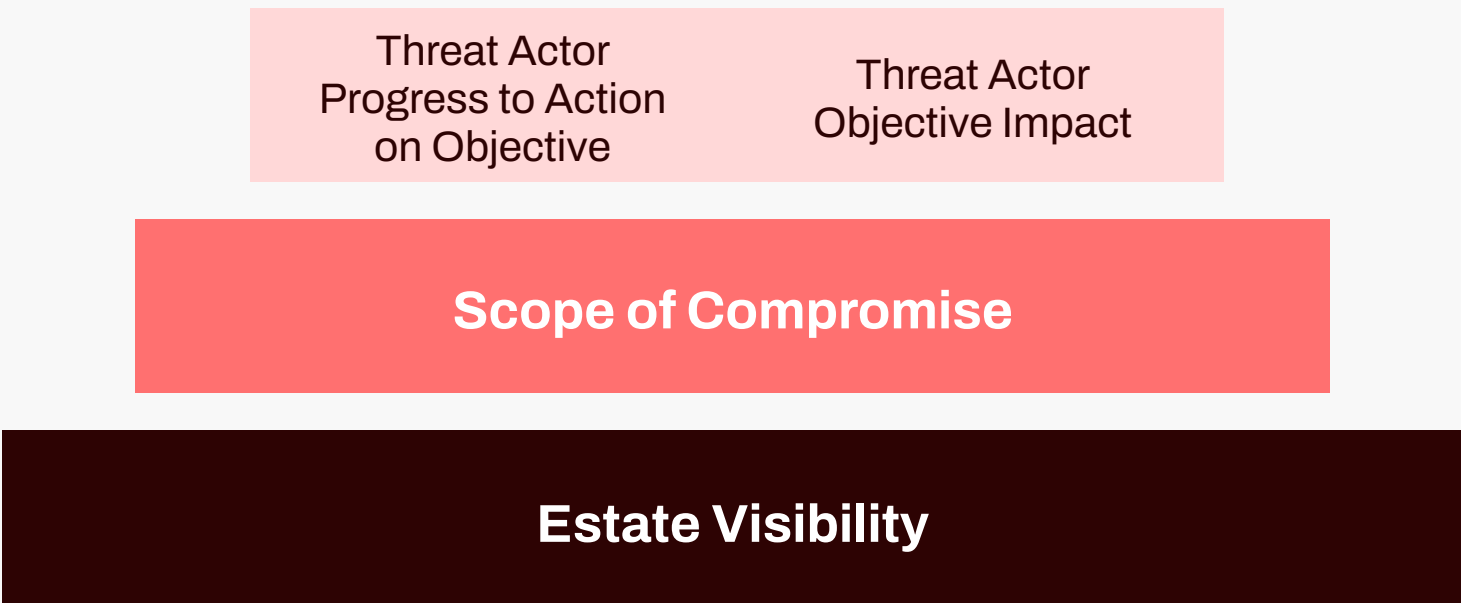 Threat Actor
Progress to Action
on Objective
Threat Actor
Objective Impact
Scope of Compromise
Estate Visibility